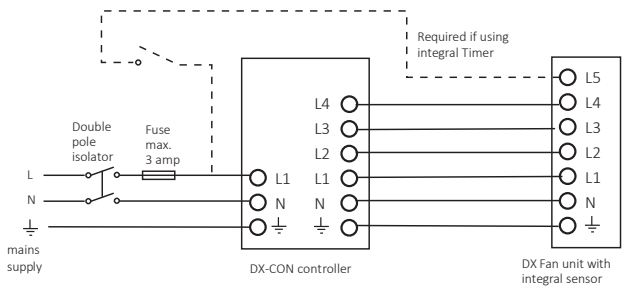 Required if using
integral Timer
L5
L4
L4
L3
L3
Double
pole
isolator
Fuse
max.
3 amp
L2
L2
L
L1
L1
L1
N
N
N
N
mains
supply
DX-CON controller
DX Fan unit with
integral sensor